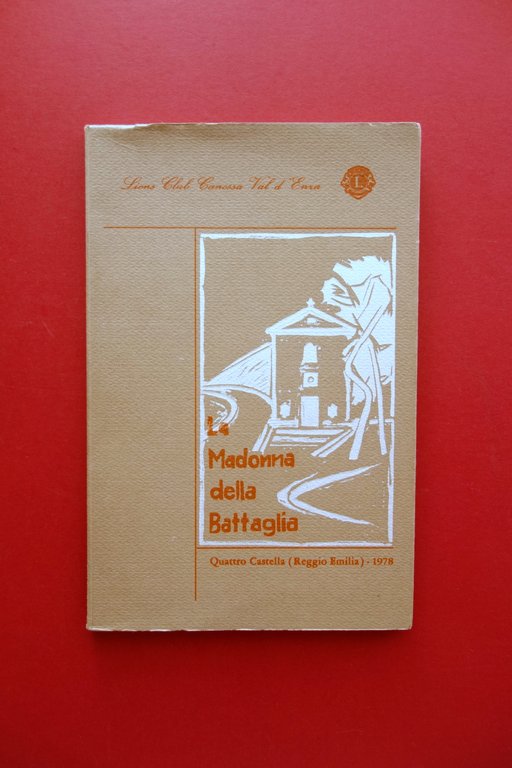 Lions Club Canossa Val d'Enza
L
La
Madonna
della
Battaglia
Quattro Castella (Reggio Emilia) - 1978